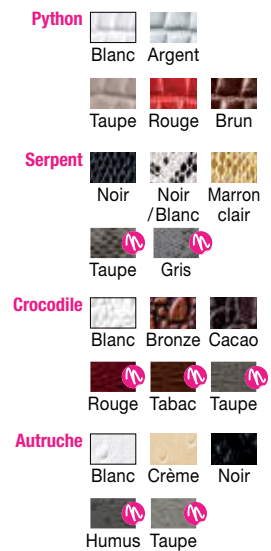 Python
Blanc Argent
Taupe Rouge Brun
Serpent
Noir Noir Marron
/Blanc clair
Taupe Gris
Crocodile
Blanc Bronze Cacao
Rouge Tabac Taupe
Autruche
Blanc Crème Noir
Humus Taupe